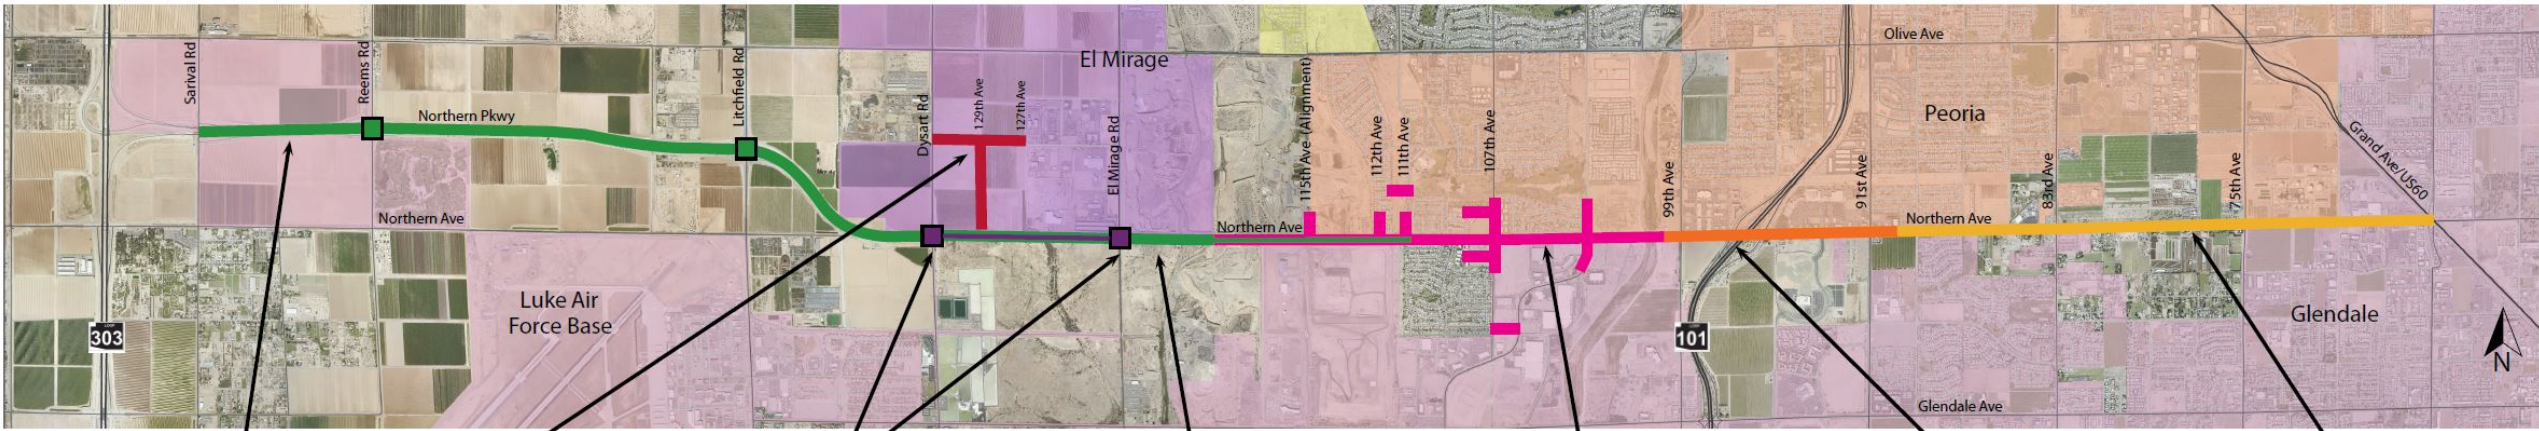 Olive Ave
Sarival Rd
Reems Rd
Litchfield Rd
El Mirage
Northern Pkwy
Dysart Rd
129th Ave
127th Ave
El Mirage Rd
115th Ave (Alignment)
112th Ave
111th Ave
107th Ave
Peoria
99th Ave
91st Ave
83rd Ave
75th Ave
Grand Ave/US60
Northern Ave
Northern Ave
Northern Ave
Luke Air
Force Base
Glendale
LOOP
303
101
N
Glendale Ave